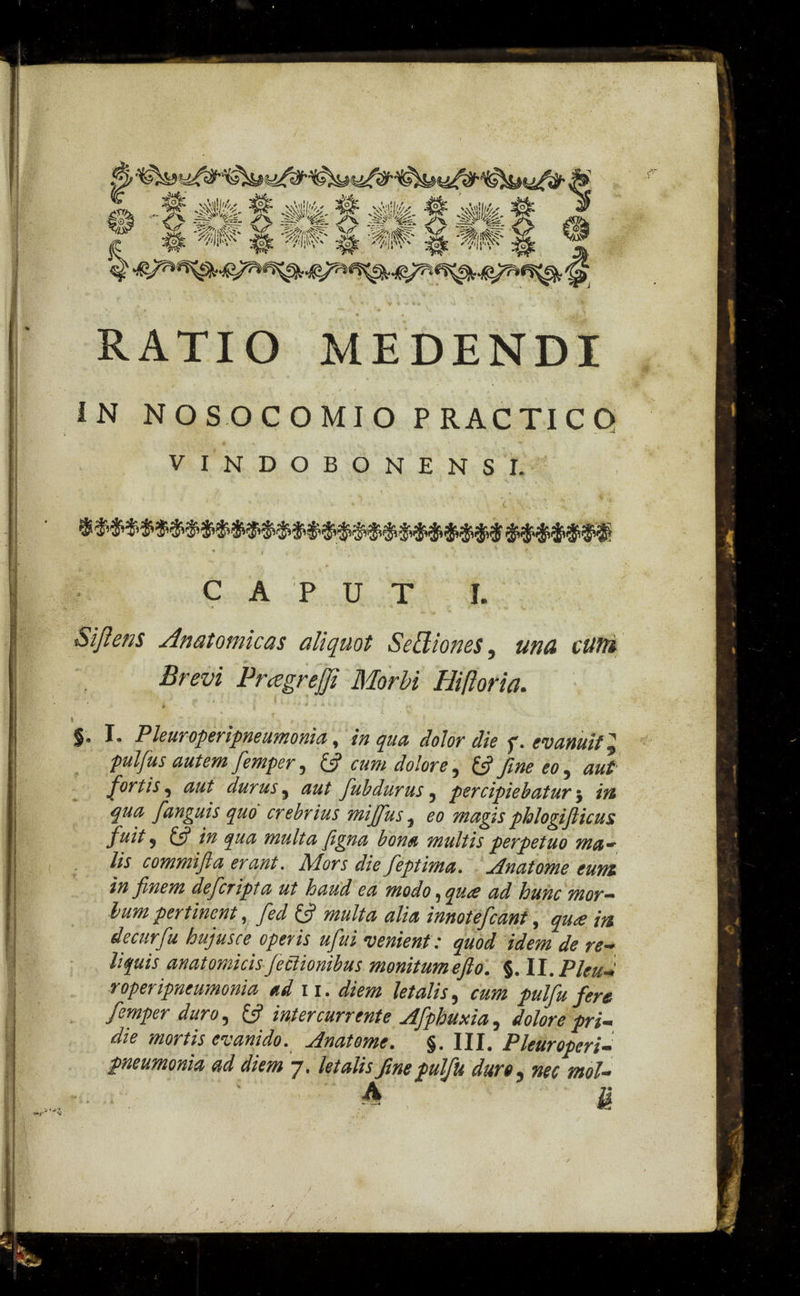 RATIO MEDENDI
IN NOSOCOMIO PRACTICO
VINDOBONENSI.
CAPUT I.
Siſtens Anatomicas aliquot Sectiones, una cum
Brevi Prægreſſi Morbi Hiſtoria.
§. I. Pleuroperipneumonia, in qua dolor die 5. evanuit,
pulſus autem ſemper, & cum dolore, & ſine eo, aut
fortis, aut durus, aut ſubdurus, percipiebatur; in
qua ſanguis quo crebrius miſſus, eo magis phlogiſticus
fuit, & in qua multa ſigna bona multis perpetuo ma-
lis commiſta erant. Mors die ſeptima. Anatome eum
in finem deſcripta ut haud ea modo, quæ ad hunc mor-
bum pertinent, ſed & multa alia innoteſcant, quæ in
decurſu hujusce operis uſui venient: quod idem de re-
liquis anatomicis ſectionibus monitum eſto. §. II. Pleu-
roperipneumonia ad 11. diem letalis, cum pulſu fere
ſemper duro, & intercurrente Aſphuxia, dolore pri-
die mortis evanido. Anatome. §. III. Pleuroperi-
pneumonia ad diem 7. letalis ſine pulſu duro, nec mol-
A li